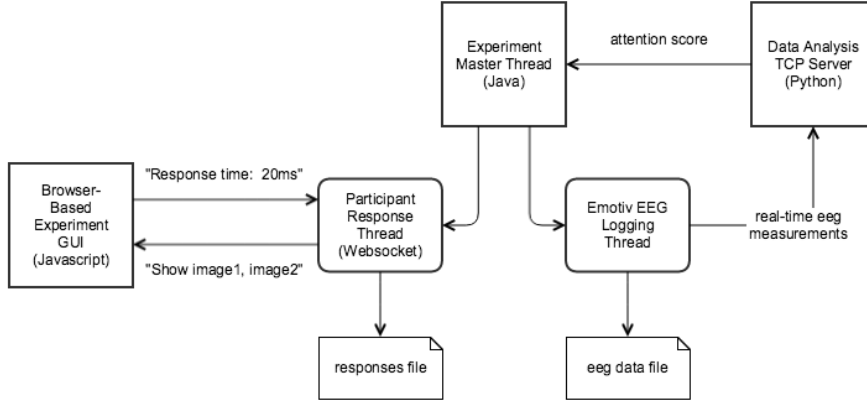 Experiment
Master Thread
(Java)
attention score
Data Analysis
TCP Server
(Python)
Browser-
Based
Experiment
GUI
(Javascript)
"Response time:  20ms"
"Show image1, image2"
Participant
Response
Thread
(Websocket)
Emotiv EEG
Logging
Thread
real-time eeg
measurements
responses file
eeg data file